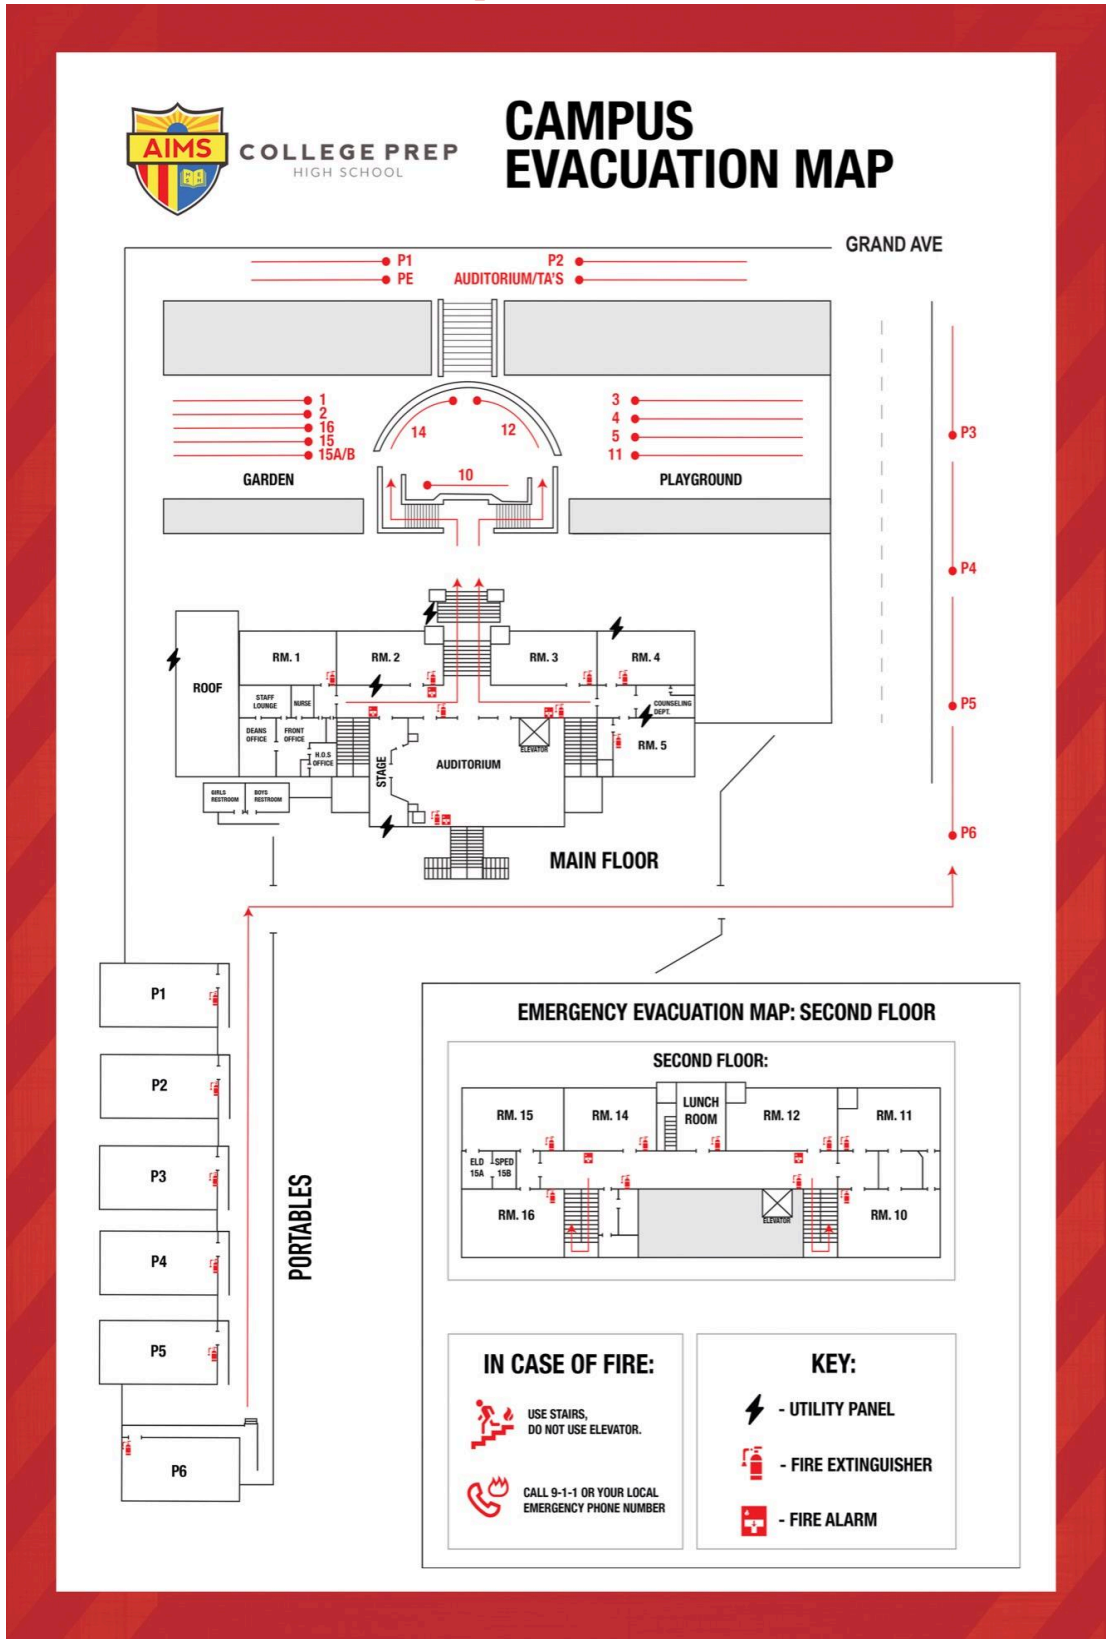 AIMS
COLLEGE PREP
HIGH SCHOOL
CAMPUS
EVACUATION MAP
GRAND AVE
P1
P2
PE
AUDITORIUM/TA'S
1
2
16
15
15A/B
14
12
10
3
4
5
11
GARDEN
PLAYGROUND
P3
P4
P5
P6
ROOF
RM. 1
RM. 2
RM. 3
RM. 4
STAFF
LOUNGE
NURSE
DEANS
OFFICE
FRONT
OFFICE
H.O.S
OFFICE
COUNSELING
DEPT.
RM. 5
STAGE
AUDITORIUM
ELEVATOR
GIRLS
RESTROOM
BOYS
RESTROOM
MAIN FLOOR
P1
P2
P3
P4
P5
P6
PORTABLES
EMERGENCY EVACUATION MAP: SECOND FLOOR
SECOND FLOOR:
RM. 15
RM. 14
LUNCH
ROOM
RM. 12
RM. 11
ELD
15A
SPED
15B
RM. 16
ELEVATOR
RM. 10
IN CASE OF FIRE:
USE STAIRS,
DO NOT USE ELEVATOR.
CALL 9-1-1 OR YOUR LOCAL
EMERGENCY PHONE NUMBER
KEY:
- UTILITY PANEL
- FIRE EXTINGUISHER
- FIRE ALARM